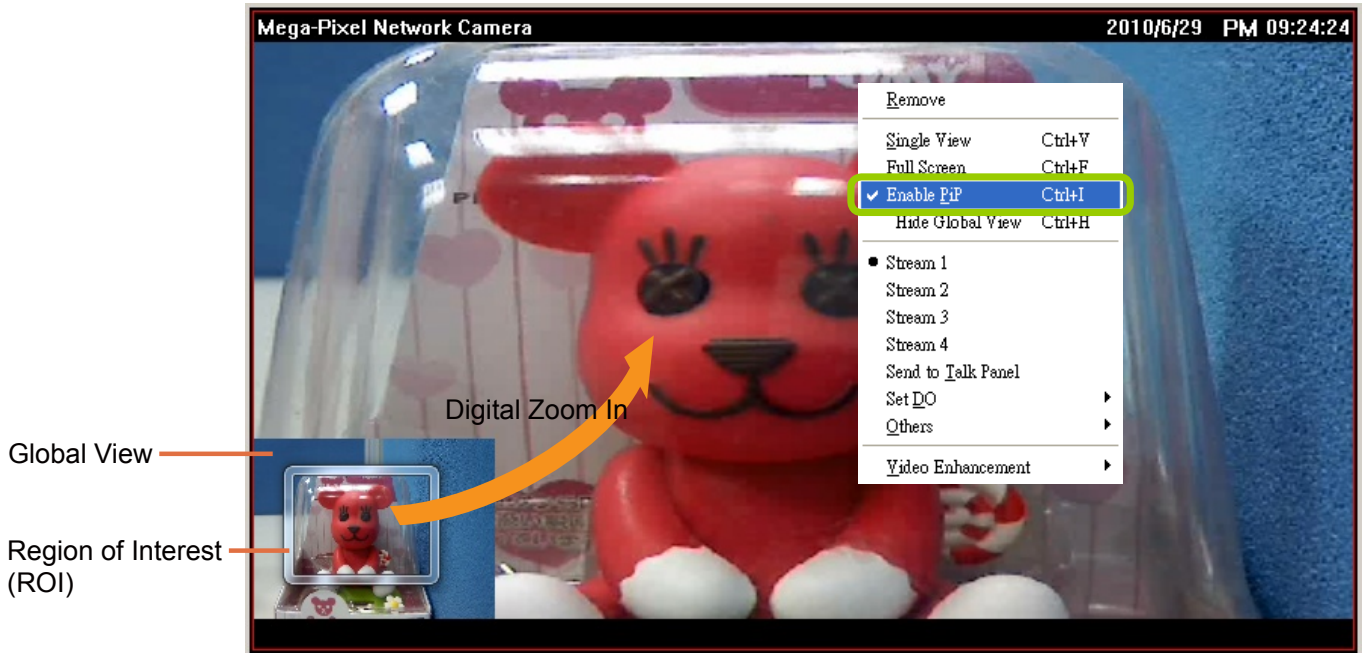 Mega-Pixel Network Camera
2010/6/29 PM 09:24:24
Remove
Single View Ctrl+V
Full Screen Ctrl+F
Enable PiP Ctrl+I
Hide Global View Ctrl+H
Stream 1
Stream 2
Stream 3
Stream 4
Send to Talk Panel
Set DO
Others
Video Enhancement
Digital Zoom In
Global View
Region of Interest
(ROI)